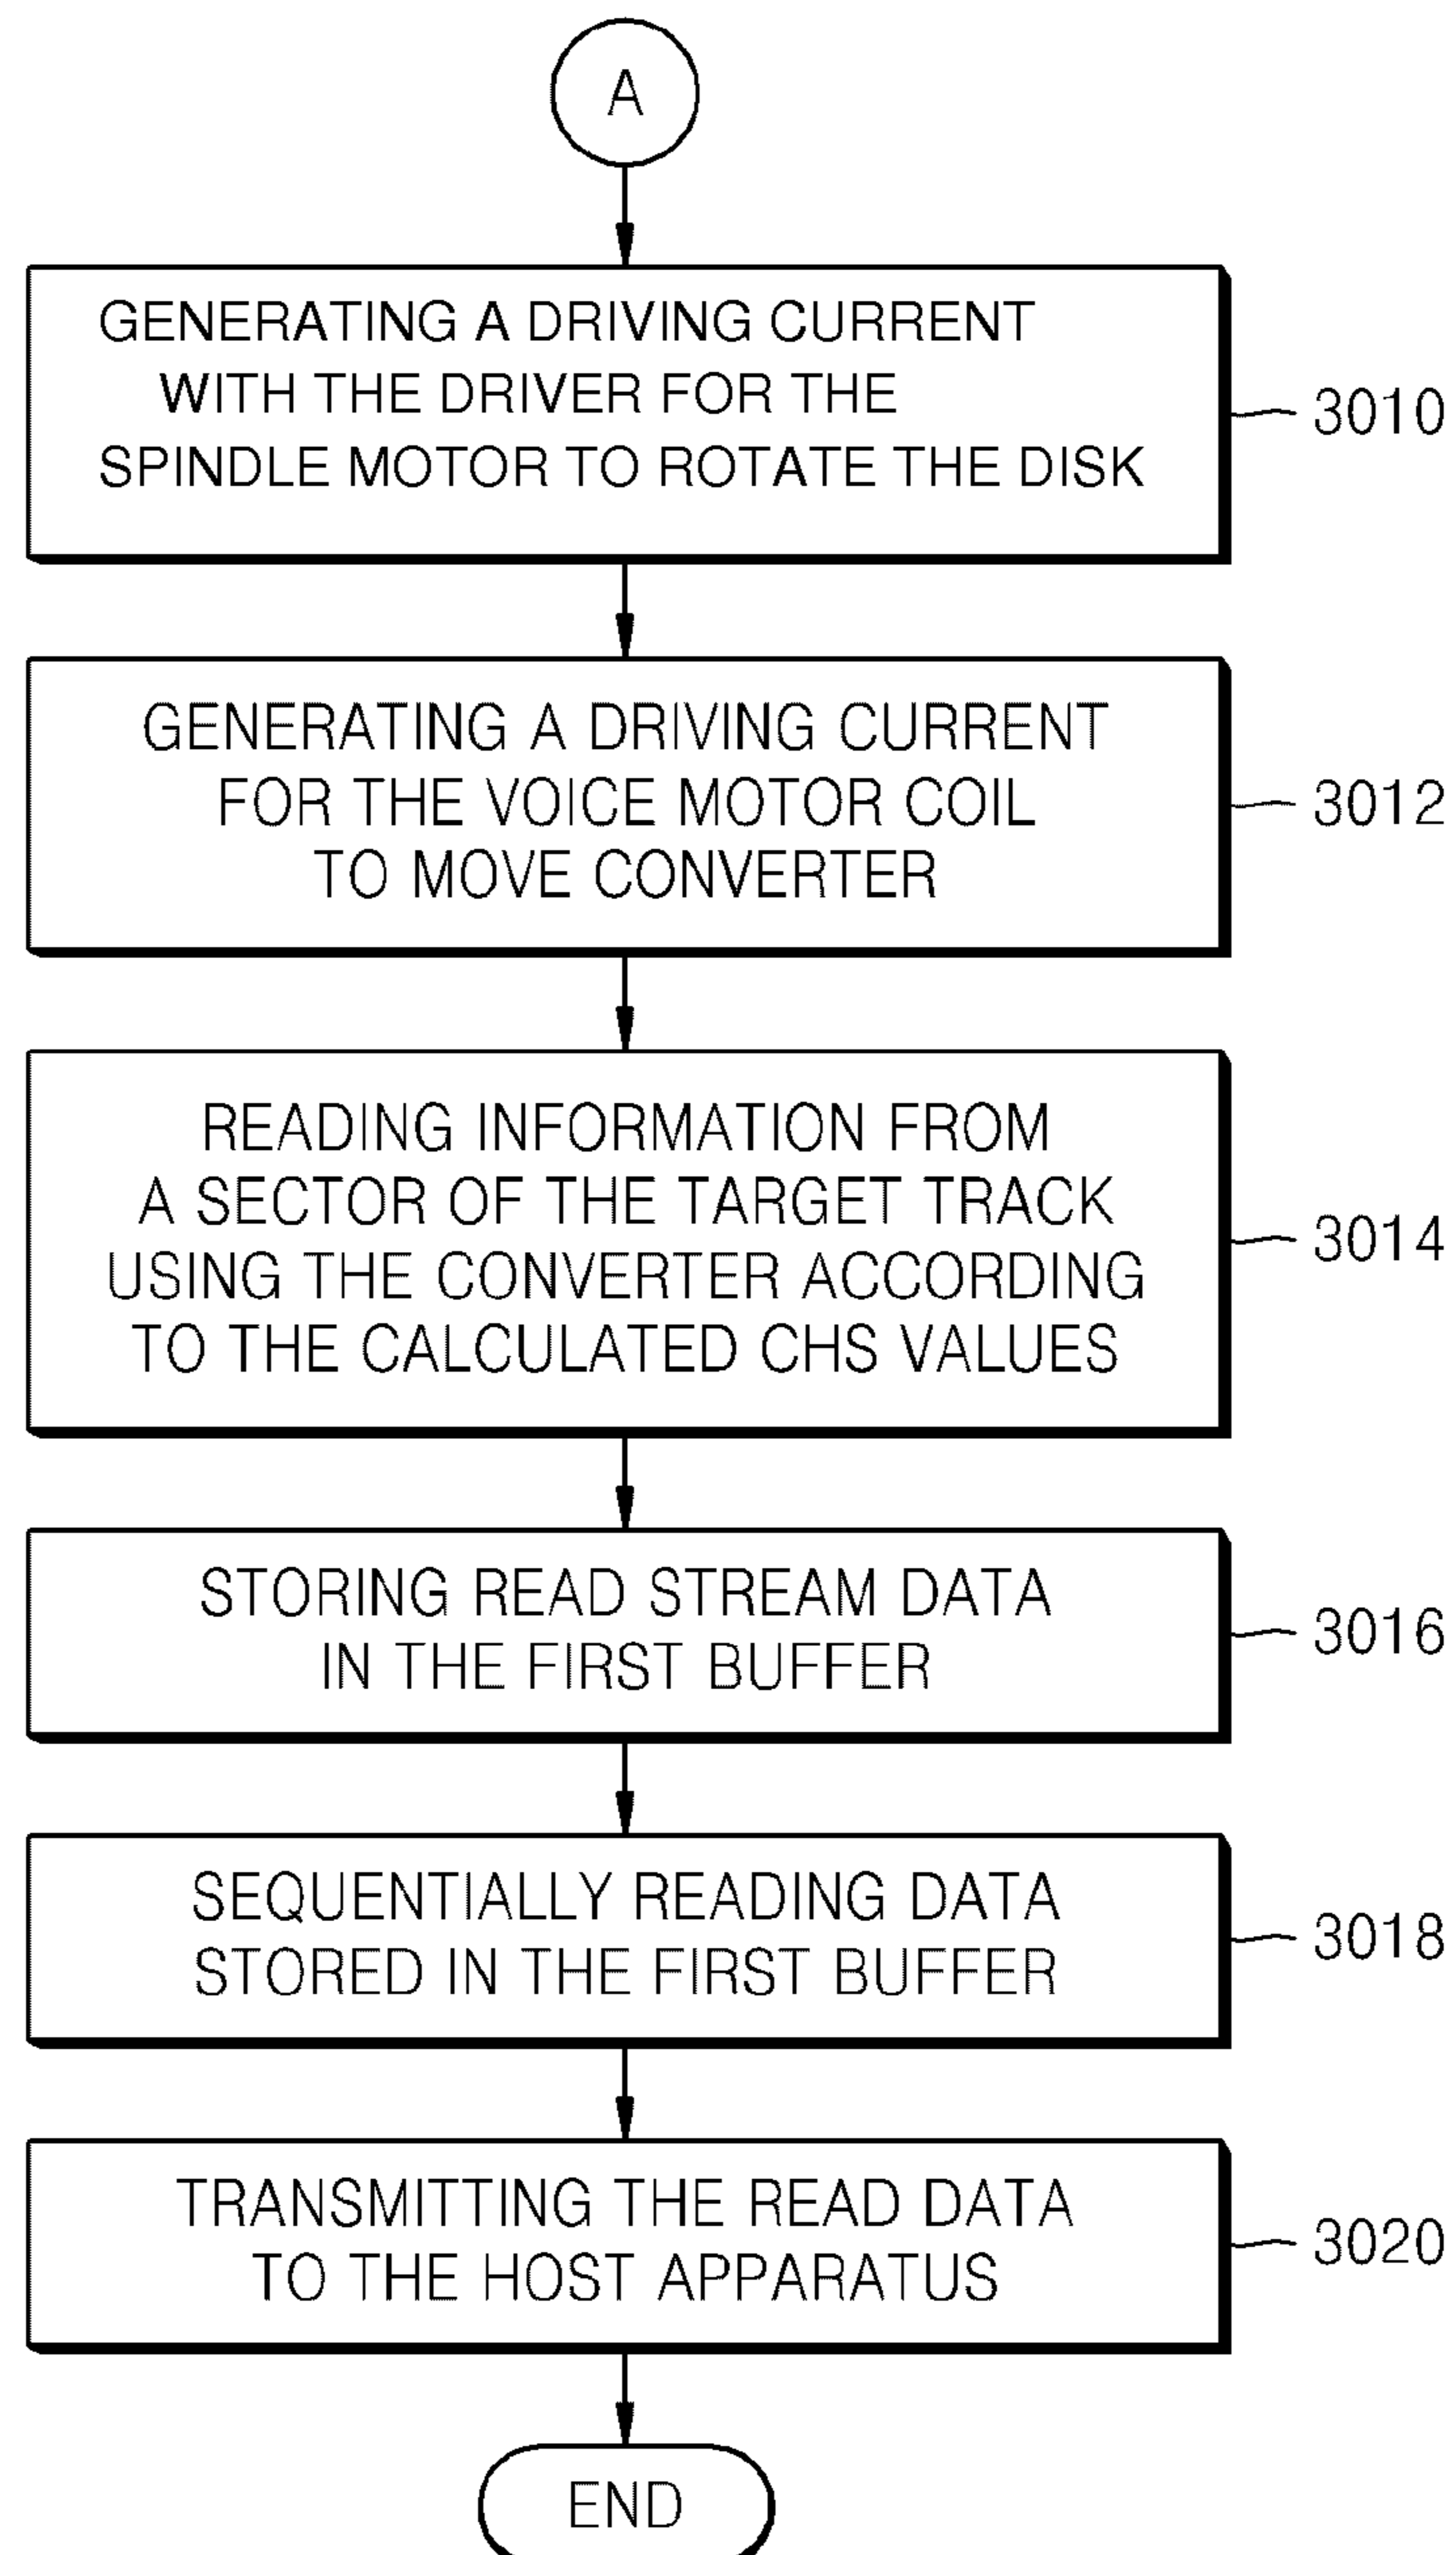 A
GENERATING A DRIVING CURRENT
WITH THE DRIVER FOR THE
SPINDLE MOTOR TO ROTATE THE DISK
3010
GENERATING A DRIVING CURRENT
FOR THE VOICE MOTOR COIL
TO MOVE CONVERTER
3012
READING INFORMATION FROM
A SECTOR OF THE TARGET TRACK
USING THE CONVERTER ACCORDING
TO THE CALCULATED CHS VALUES
3014
STORING READ STREAM DATA
IN THE FIRST BUFFER
3016
SEQUENTIALLY READING DATA
STORED IN THE FIRST BUFFER
3018
TRANSMITTING THE READ DATA
TO THE HOST APPARATUS
3020
END